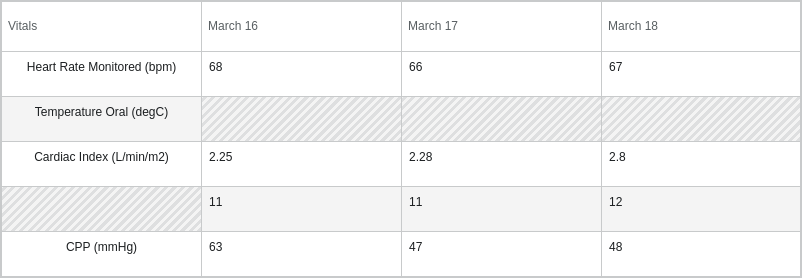 Vitals March 16 March 17 March 18
Heart Rate Monitored (bpm) 68 66 67
Temperature Oral (degC)
Cardiac Index (L/min/m2) 2.25 2.28 2.8
11 11 12
CPP (mmHg) 63 47 48